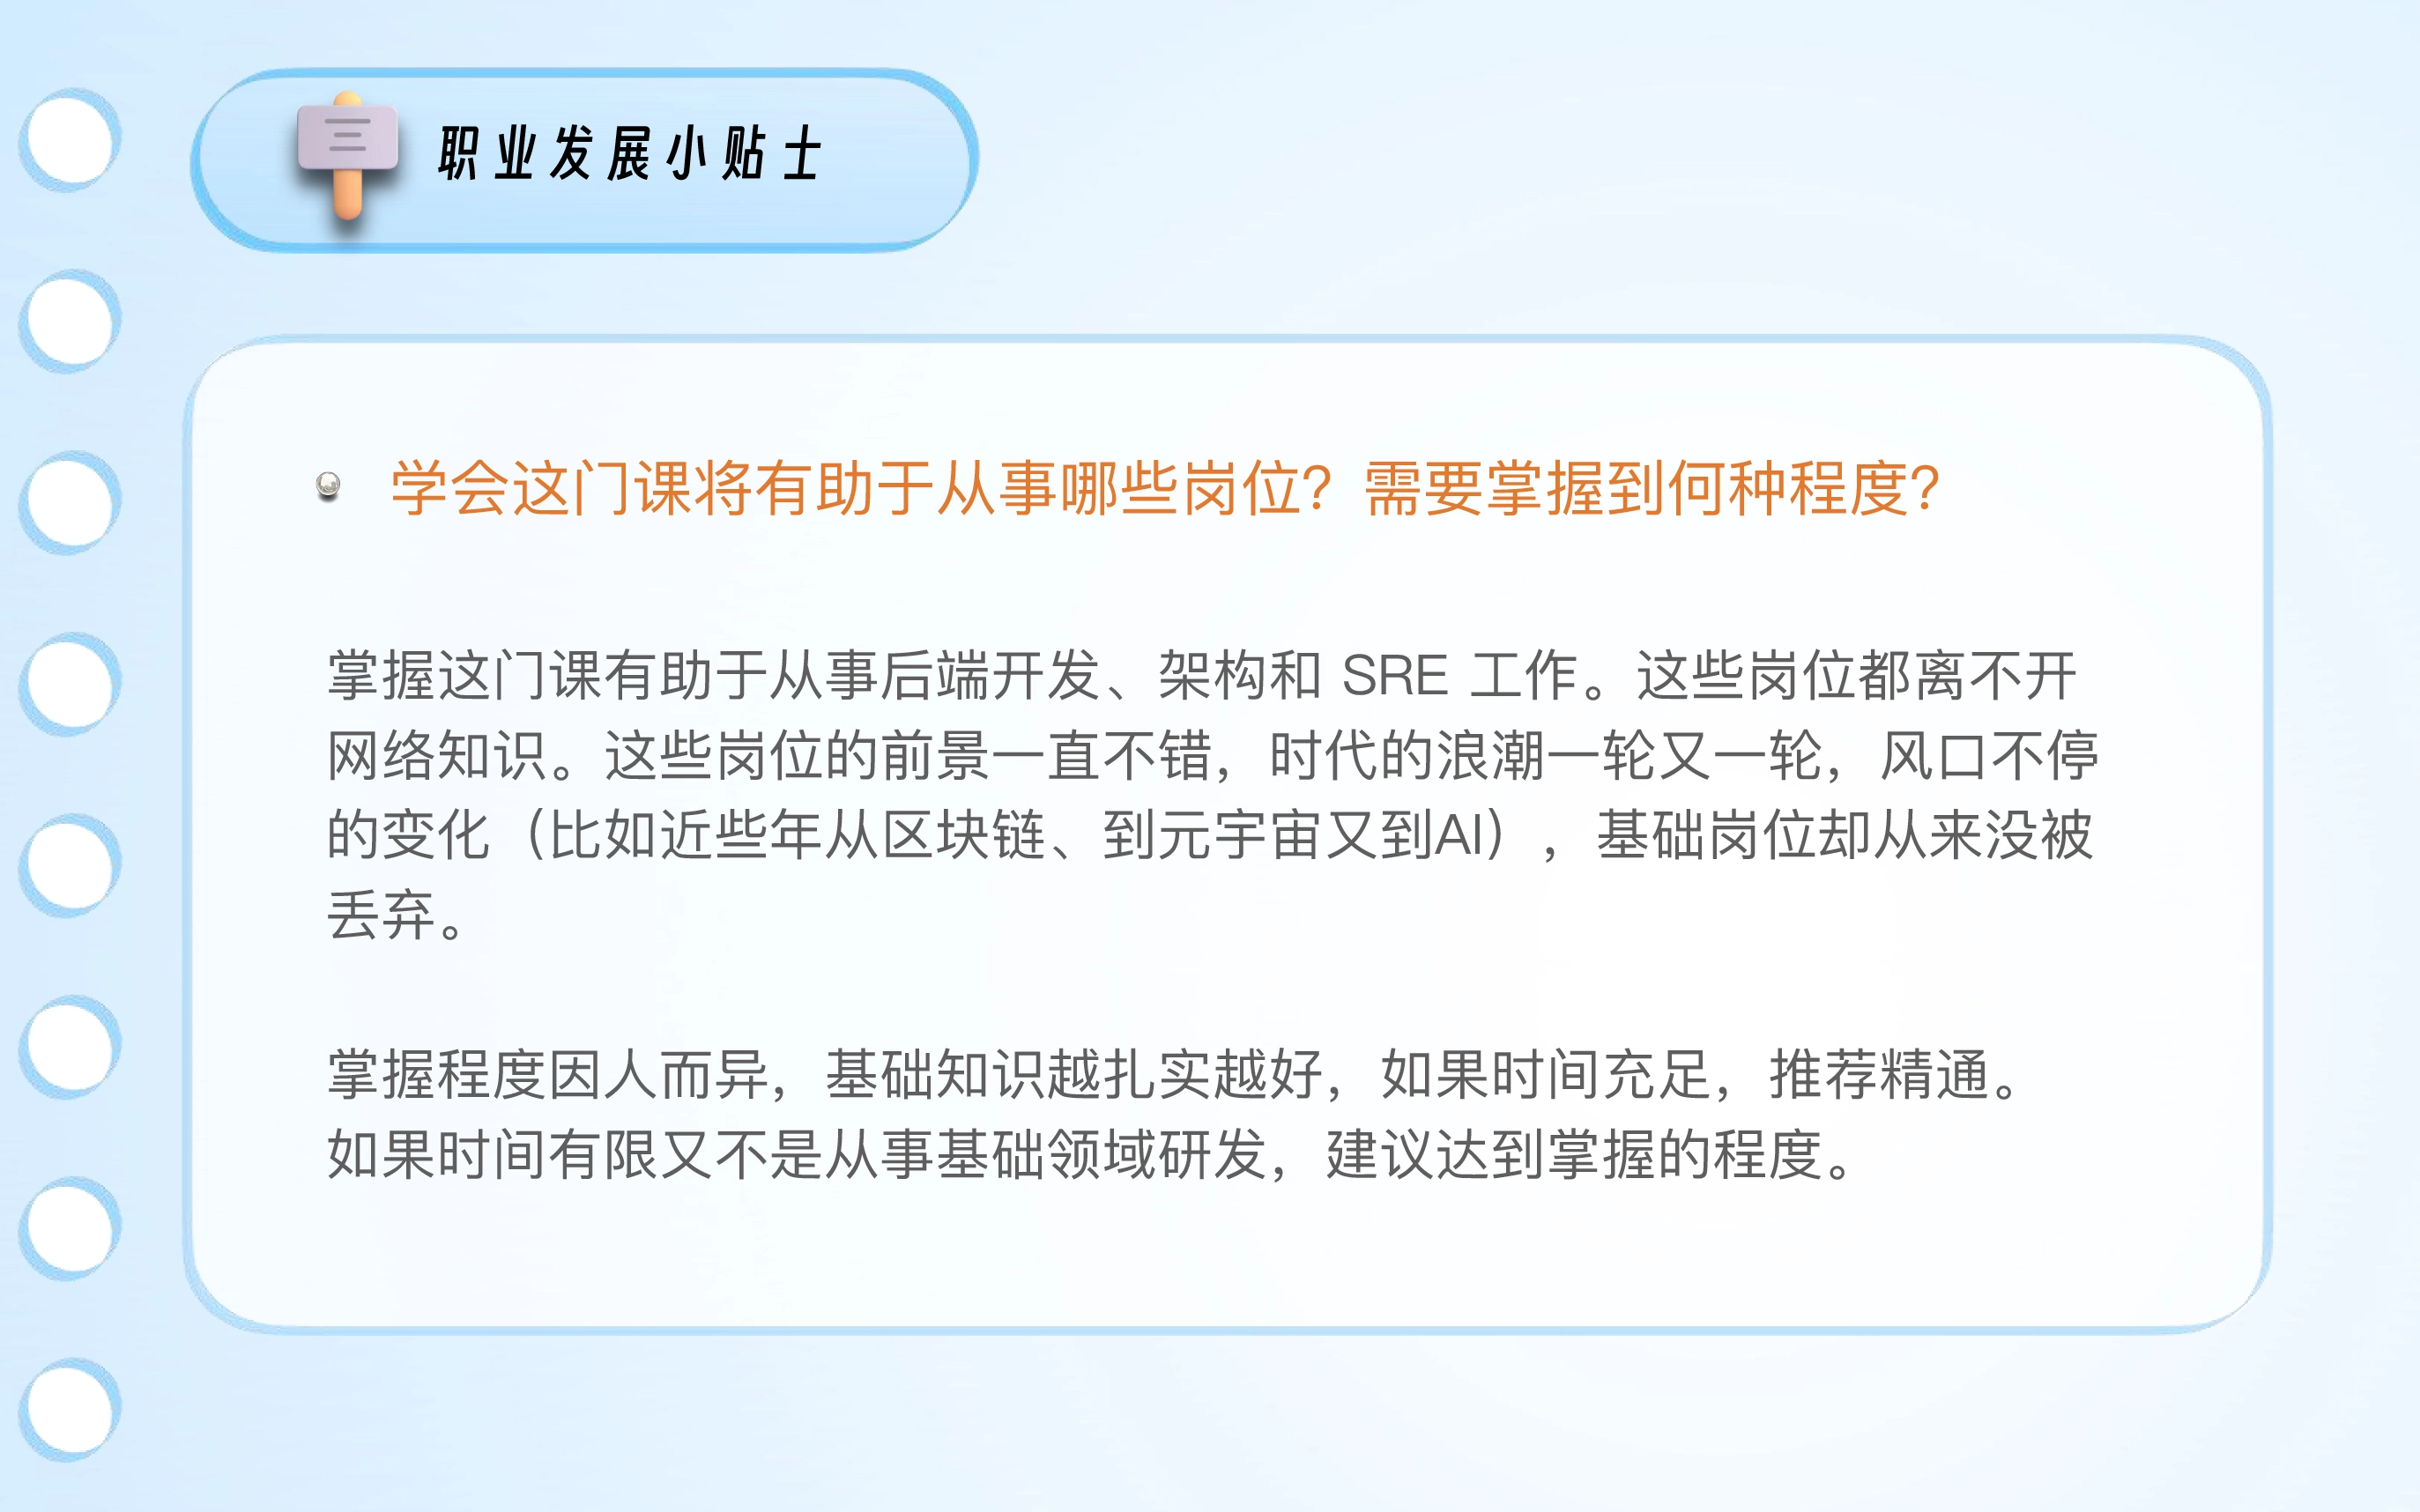 职业发展小贴士
学会这门课将有助于从事哪些岗位？需要掌握到何种程度？
掌握这门课有助于从事后端开发、架构和 SRE 工作。这些岗位都离不开
网络知识。这些岗位的前景一直不错，时代的浪潮一轮又一轮，风口不停
的变化（比如近些年从区块链、到元宇宙又到AI），基础岗位却从来没被
丢弃。
掌握程度因人而异，基础知识越扎实越好，如果时间充足，推荐精通。
如果时间有限又不是从事基础领域研发，建议达到掌握的程度。